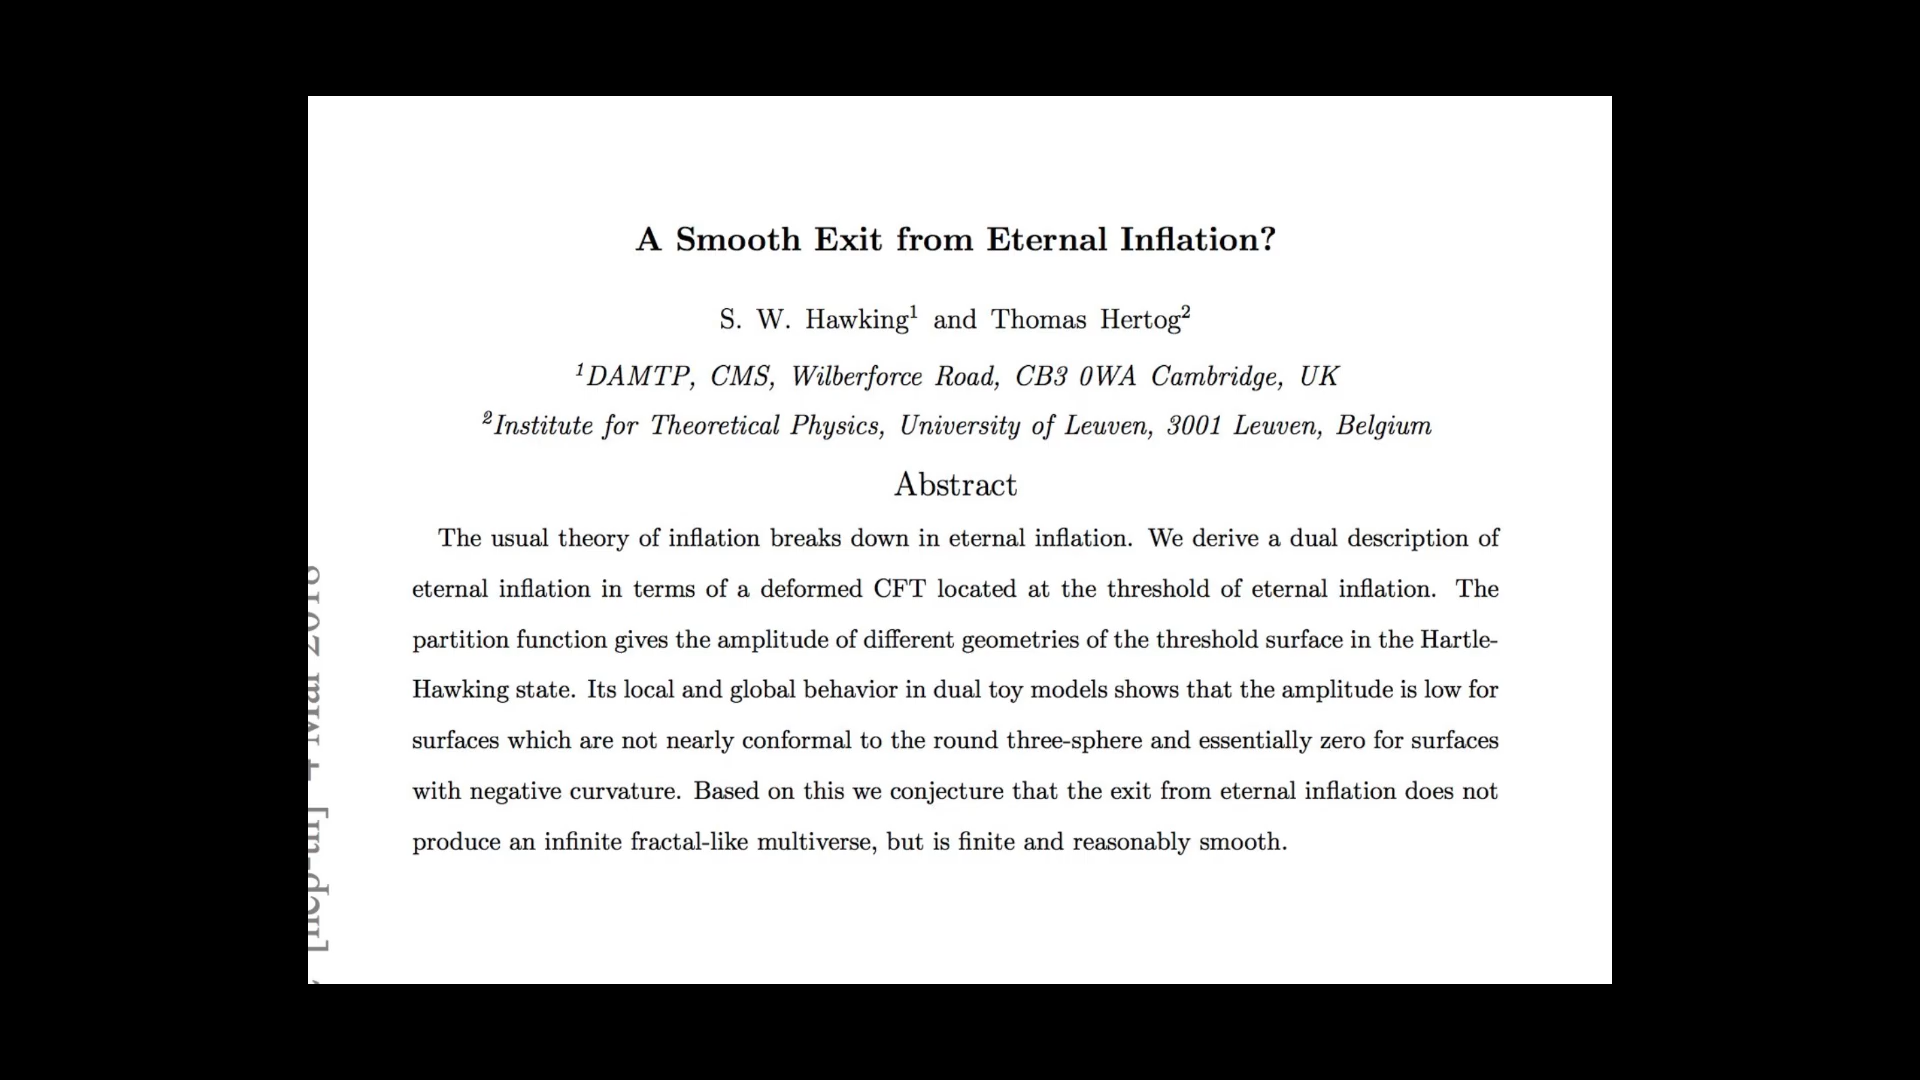 A Smooth Exit from Eternal Inflation?
S. W. Hawking¹ and Thomas Hertog²
¹DAMTP, CMS, Wilberforce Road, CB3 0WA Cambridge, UK
²Institute for Theoretical Physics, University of Leuven, 3001 Leuven, Belgium
Abstract
The usual theory of inflation breaks down in eternal inflation. We derive a dual description of
eternal inflation in terms of a deformed CFT located at the threshold of eternal inflation. The
partition function gives the amplitude of different geometries of the threshold surface in the Hartle-
Hawking state. Its local and global behavior in dual toy models shows that the amplitude is low for
surfaces which are not nearly conformal to the round three-sphere and essentially zero for surfaces
with negative curvature. Based on this we conjecture that the exit from eternal inflation does not
produce an infinite fractal-like multiverse, but is finite and reasonably smooth.